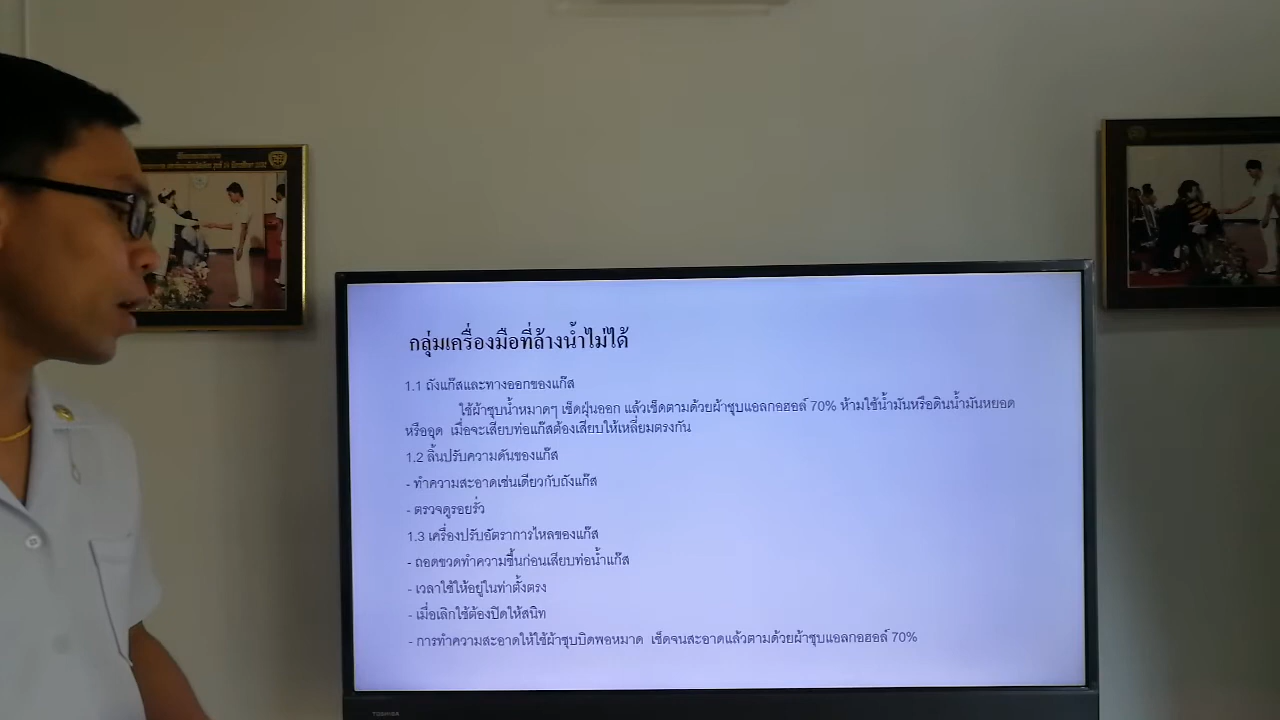 กลุ่มเครื่องมือที่ล้างน้ำไม่ได้
1.1 ถังแก๊สและทางออกของแก๊ส
ใช้ผ้าชุบน้ำหมาดๆ เช็ดฝุ่นออก แล้วเช็ดตามด้วยผ้าชุบแอลกอฮอล์ 70% ห้ามใช้น้ำมันหรือดินน้ำมันหยอด
หรืออุด เมื่อจะเสียบท่อแก๊สต้องเสียบให้เหลี่ยมตรงกัน
1.2 ลิ้นปรับความดันของแก๊ส
- ทำความสะอาดเช่นเดียวกับถังแก๊ส
- ตรวจดูรอยรั่ว
1.3 เครื่องปรับอัตราการไหลของแก๊ส
- ถอดขวดทำความชื้นก่อนเสียบท่อน้ำแก๊ส
- เวลาใช้ให้อยู่ในท่าตั้งตรง
- เมื่อเลิกใช้ต้องปิดให้สนิท
- การทำความสะอาดให้ใช้ผ้าชุบบิดพอหมาด เช็ดจนสะอาดแล้วตามด้วยผ้าชุบแอลกอฮอล์ 70%
TOSHIBA